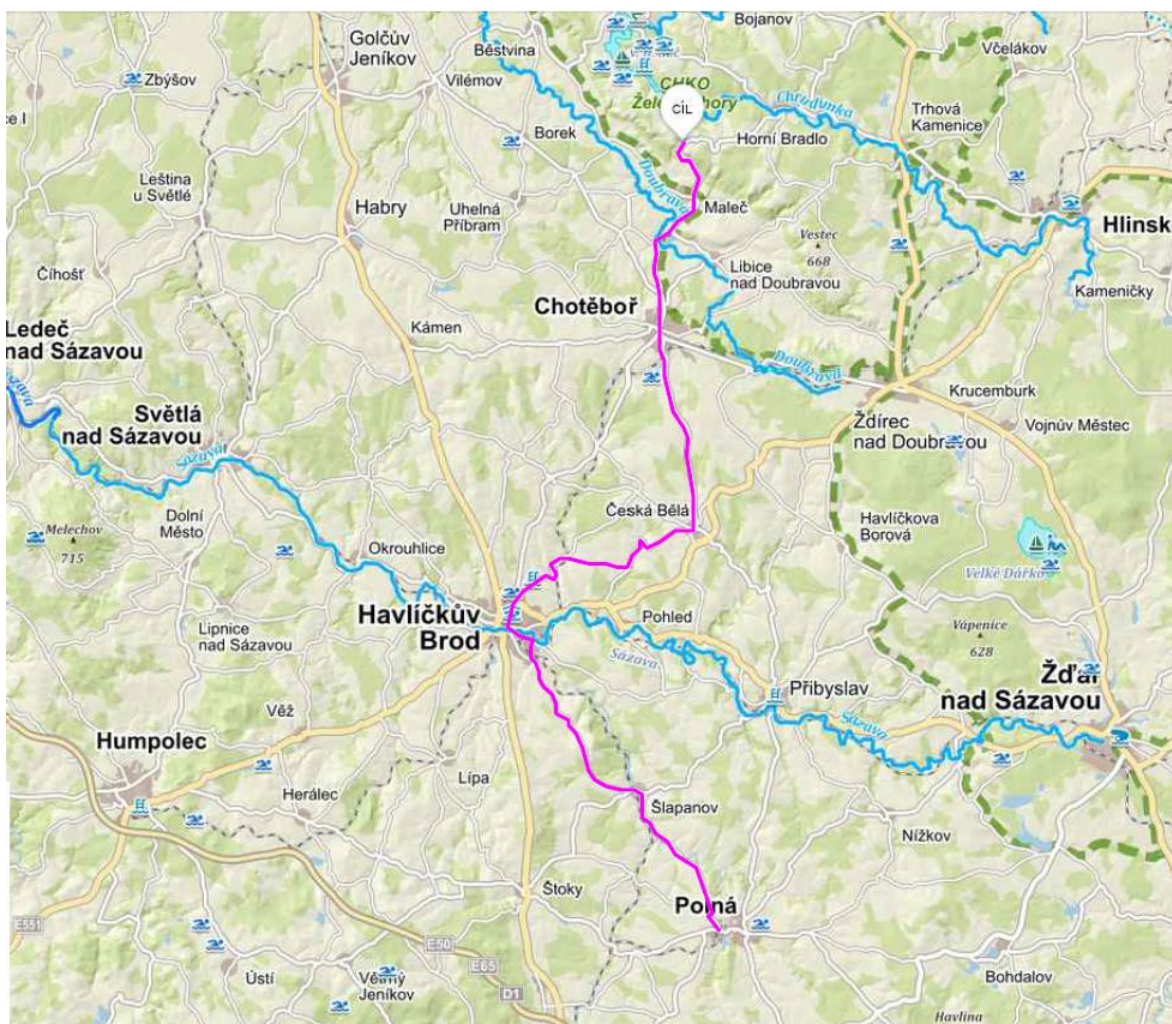 Bojanov
Golčův
Jeníkov
Běstvina
Včelákov
Zbýšov
Vilémov
CHKO
CÍL
Chrudimka
Trhová
Kamenice
Borek
Horní Bradlo
Leština
u Světlé
Doubrava
Habry
Uhelná
Příbram
Maleč
Hlinsk
Vestec
668
Číhošť
Libice
nad Doubravou
Kameničky
Chotěboř
Ledeč
nad Sázavou
Kámen
Doubrava
Krucemburk
Světlá
nad Sázavou
Ždírec
nad Doubravou
Vojnův Městec
Sázava
Dolní
Město
Česká Bělá
Havlíčkova
Borová
Melechov
715
Okrouhlice
Velké Dářko
Havlíčkův
Brod
Pohled
Lipnice
nad Sázavou
Sázava
Vápenice
628
Žďár
nad Sázavou
Přibyslav
Sázava
Věž
Humpolec
Lípa
Herálec
Šlapanov
Nížkov
Štoky
Polná
E551
E50
Ústí
E65
Větrný
Jeníkov
D1
Bohdalov
Havlina